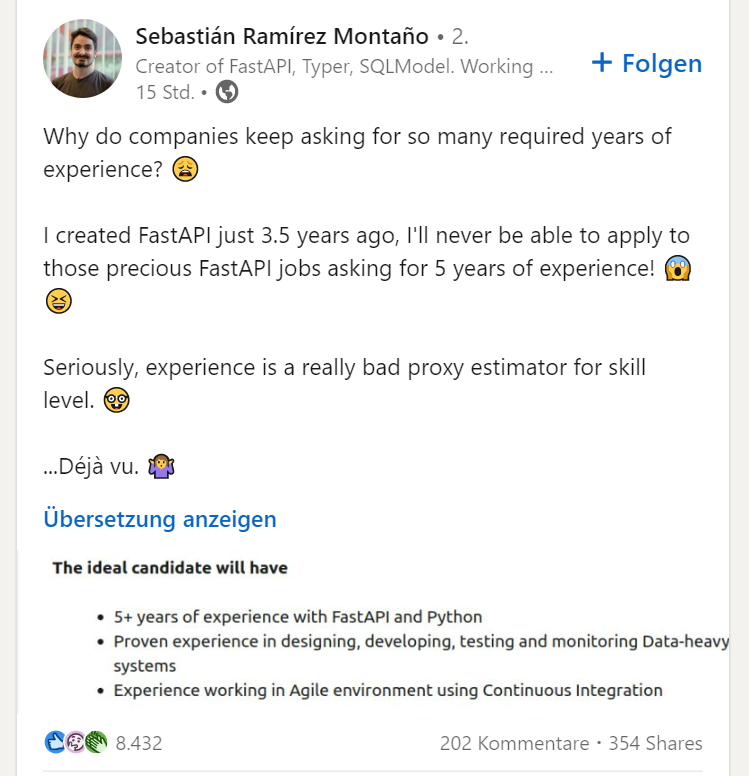 Sebastián Ramírez Montaño • 2.
Creator of FastAPI, Typer, SQLModel. Working ...
15 Std. •
+ Folgen
Why do companies keep asking for so many required years of
experience? 😩
I created FastAPI just 3.5 years ago, I'll never be able to apply to
those precious FastAPI jobs asking for 5 years of experience! 😱
😆
Seriously, experience is a really bad proxy estimator for skill
level. 🤓
...Déjà vu. 🤷‍♀️
Übersetzung anzeigen
The ideal candidate will have
• 5+ years of experience with FastAPI and Python
• Proven experience in designing, developing, testing and monitoring Data-heavy
systems
• Experience working in Agile environment using Continuous Integration
8.432
202 Kommentare • 354 Shares